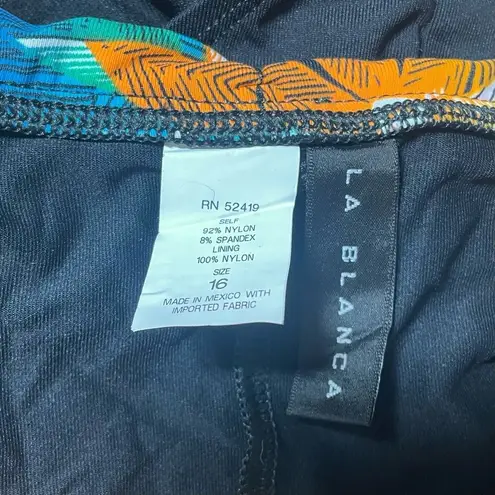 RN 52419
SELF
92% NYLON
8% SPANDEX
LINING
100% NYLON
SIZE
16
MADE IN MEXICO WITH
IMPORTED FABRIC
LA BLANCA